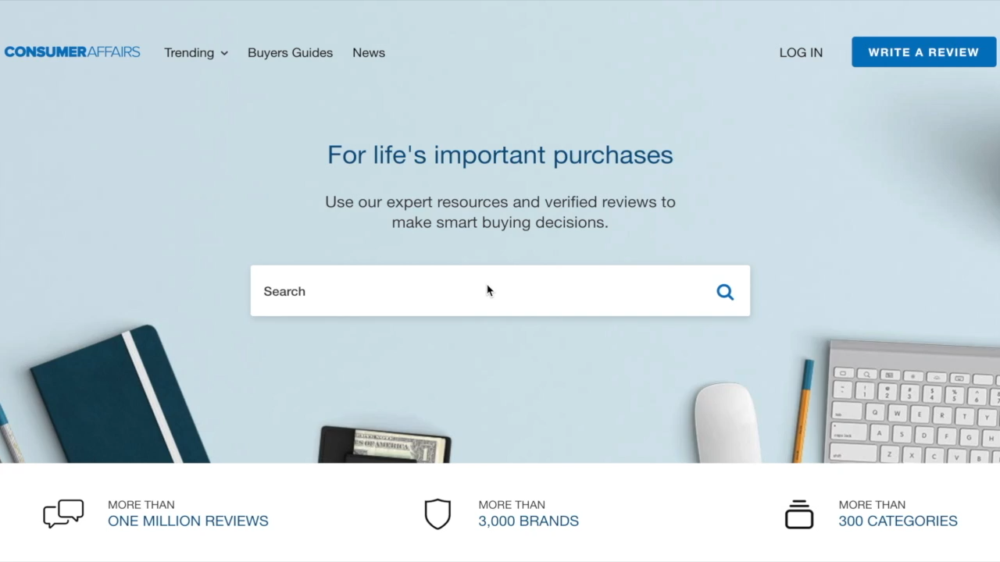 CONSUMERAFFAIRS Trending Buyers Guides News LOG IN WRITE A REVIEW
For life's important purchases
Use our expert resources and verified reviews to
make smart buying decisions.
Search
S OF AMERICA
MORE THAN
ONE MILLION REVIEWS
MORE THAN
3,000 BRANDS
MORE THAN
300 CATEGORIES